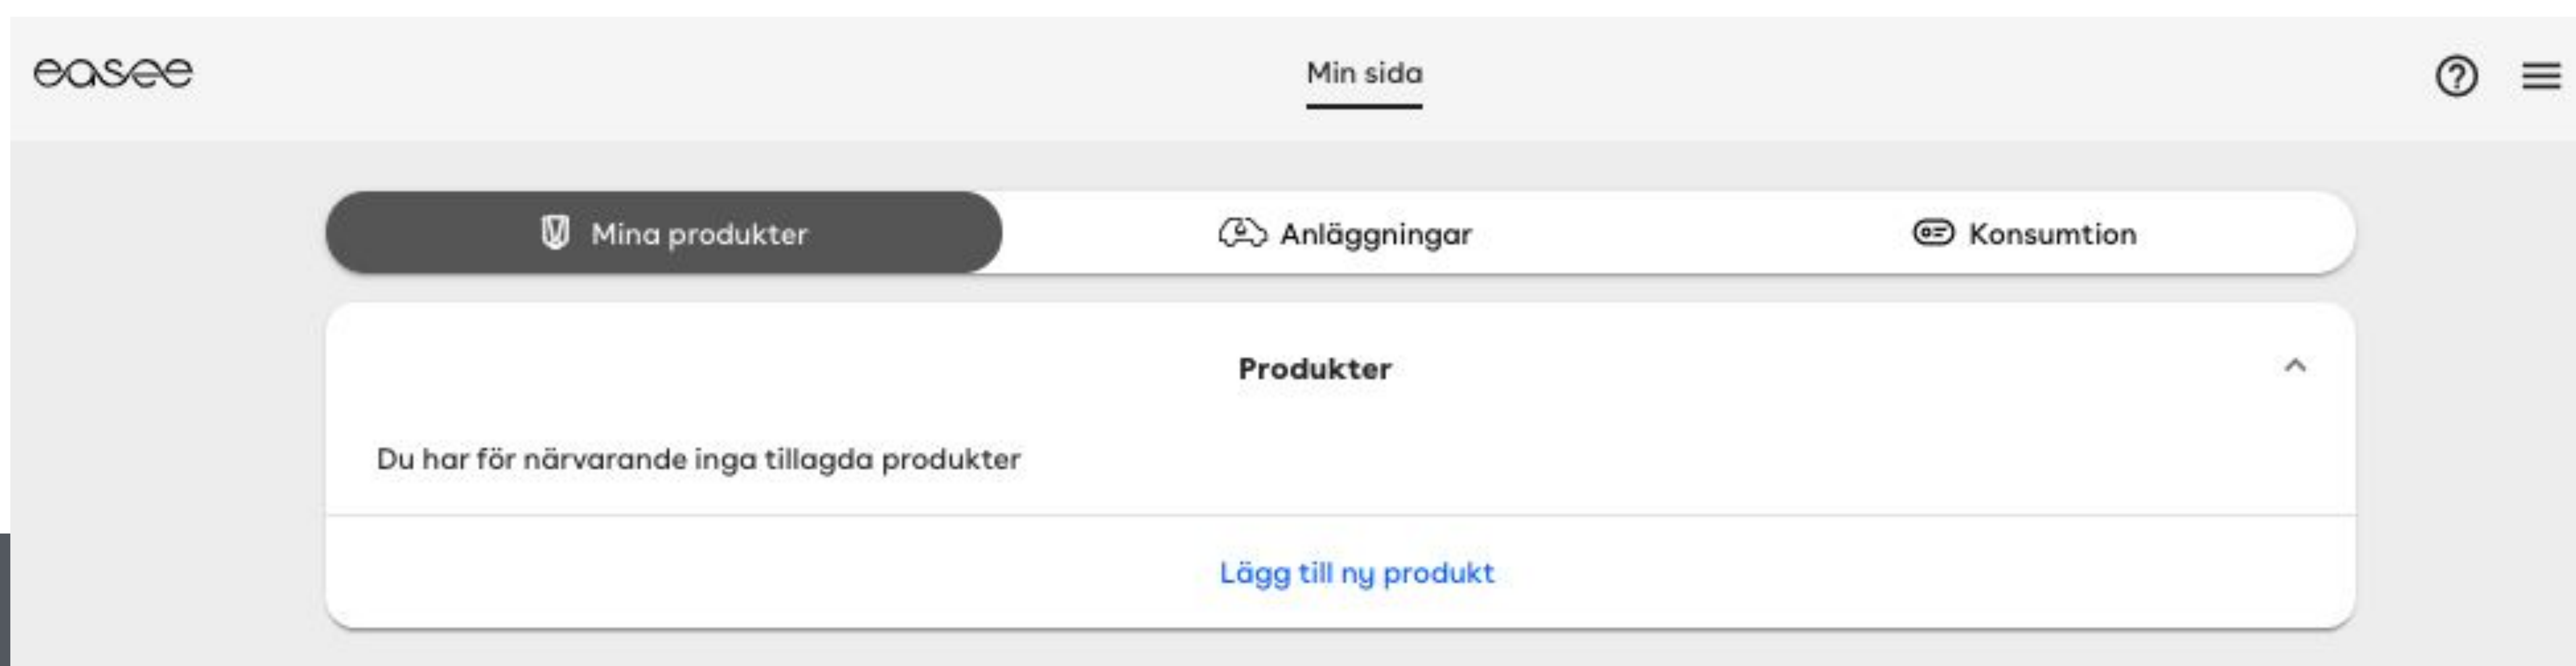 easee
Min sida
Mina produkter
Anläggningar
Konsumtion
Produkter
Du har för närvarande inga tillagda produkter
Lägg till ny produkt